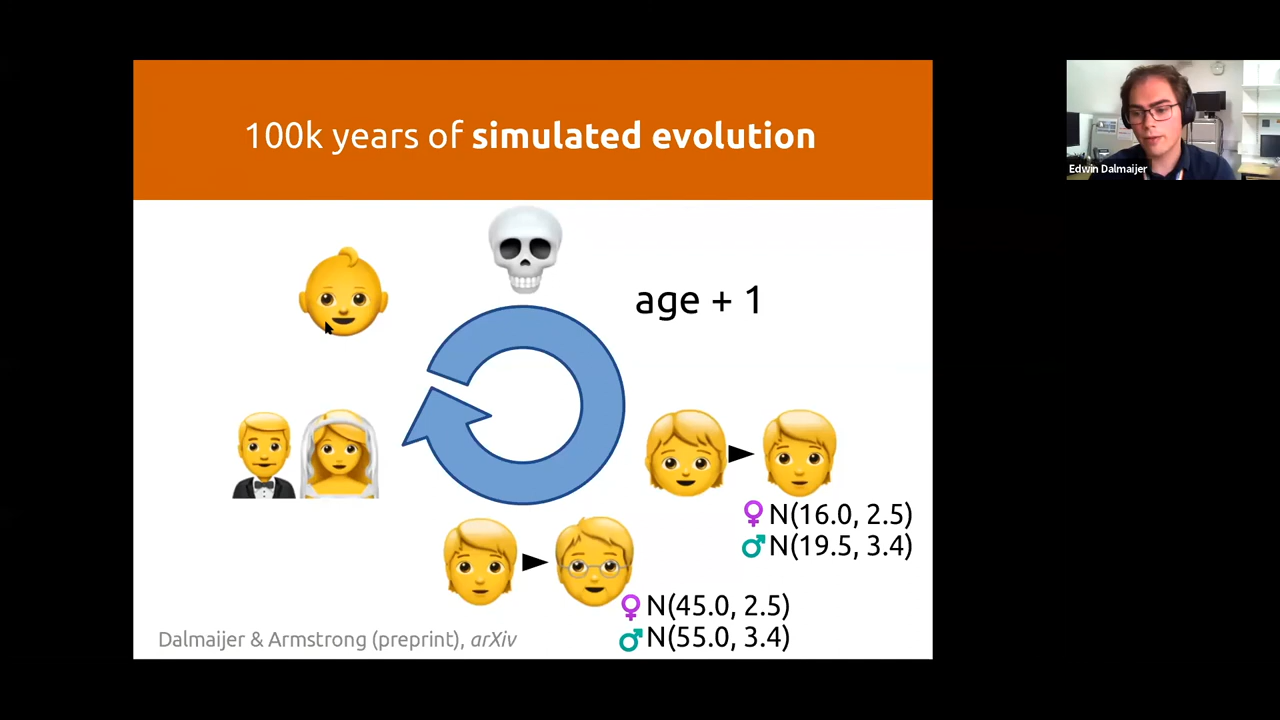 100k years of simulated evolution
Edwin Dalmaijer
age + 1
♀ N(16.0, 2.5)
♂ N(19.5, 3.4)
♀ N(45.0, 2.5)
♂ N(55.0, 3.4)
Dalmaijer & Armstrong (preprint), arXiv